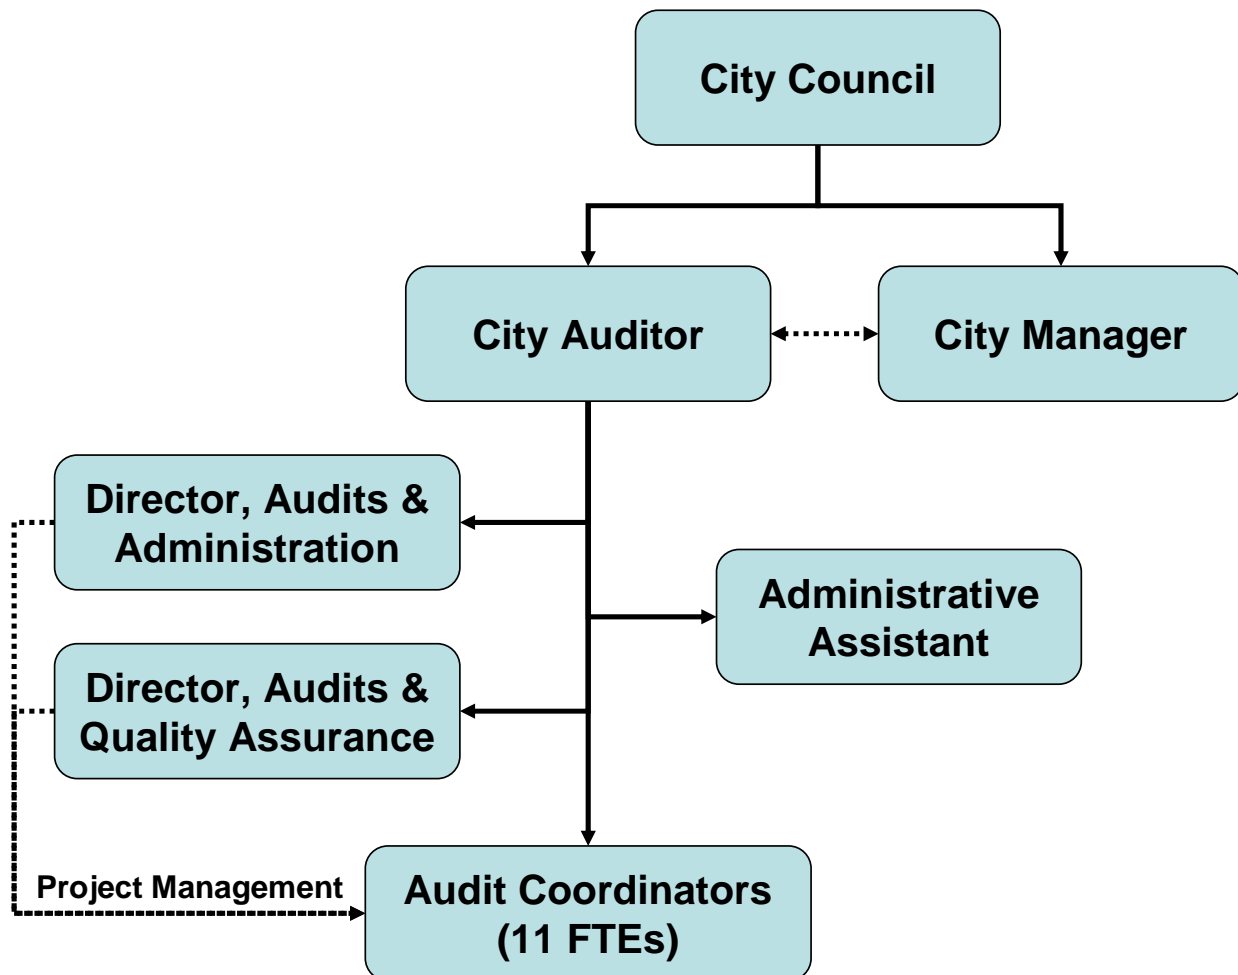 City Council
City Auditor
City Manager
Director, Audits &
Administration
Administrative
Assistant
Director, Audits &
Quality Assurance
Project Management
Audit Coordinators
(11 FTEs)